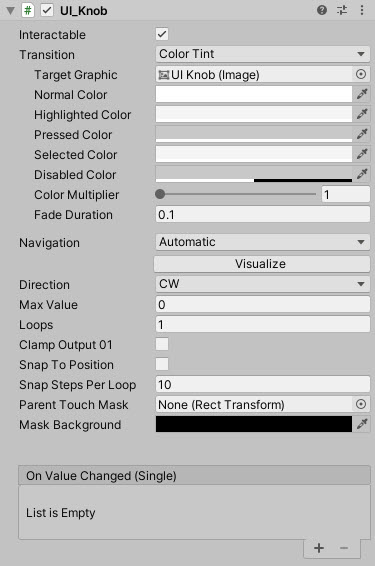 UI_Knob
Interactable
Transition Color Tint
Target Graphic UI Knob (Image)
Normal Color
Highlighted Color
Pressed Color
Selected Color
Disabled Color
Color Multiplier 1
Fade Duration 0.1
Navigation Automatic
Visualize
Direction CW
Max Value 0
Loops 1
Clamp Output 01
Snap To Position
Snap Steps Per Loop 10
Parent Touch Mask None (Rect Transform)
Mask Background
On Value Changed (Single)
List is Empty